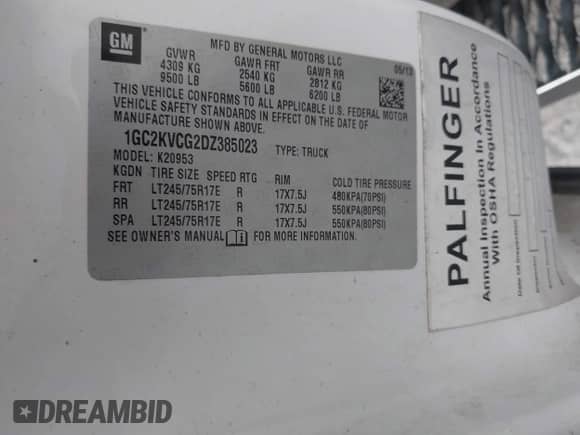 GM
MFD BY GENERAL MOTORS LLC
05/13
GVWR GAWR FRT GAWR RR
4309 KG 2540 KG 2812 KG
9500 LB 5600 LB 6200 LB
THIS VEHICLE CONFORMS TO ALL APPLICABLE U.S. FEDERAL MOTOR
VEHICLE SAFETY STANDARDS IN EFFECT ON THE DATE OF
MANUFACTURE SHOWN ABOVE.
1GC2KVCG2DZ385023 TYPE: TRUCK
MODEL: K20953
KGDN TIRE SIZE SPEED RTG RIM COLD TIRE PRESSURE
FRT LT245/75R17E R 17X7.5J 480KPA(70PSI)
RR LT245/75R17E R 17X7.5J 550KPA(80PSI)
SPA LT245/75R17E R 17X7.5J 550KPA(80PSI)
SEE OWNER'S MANUAL FOR MORE INFORMATION.
PALFINGER
Annual Inspection In Accordance
With OSHA Regulations
Date (of inspection)
Inspector
DREAMBID